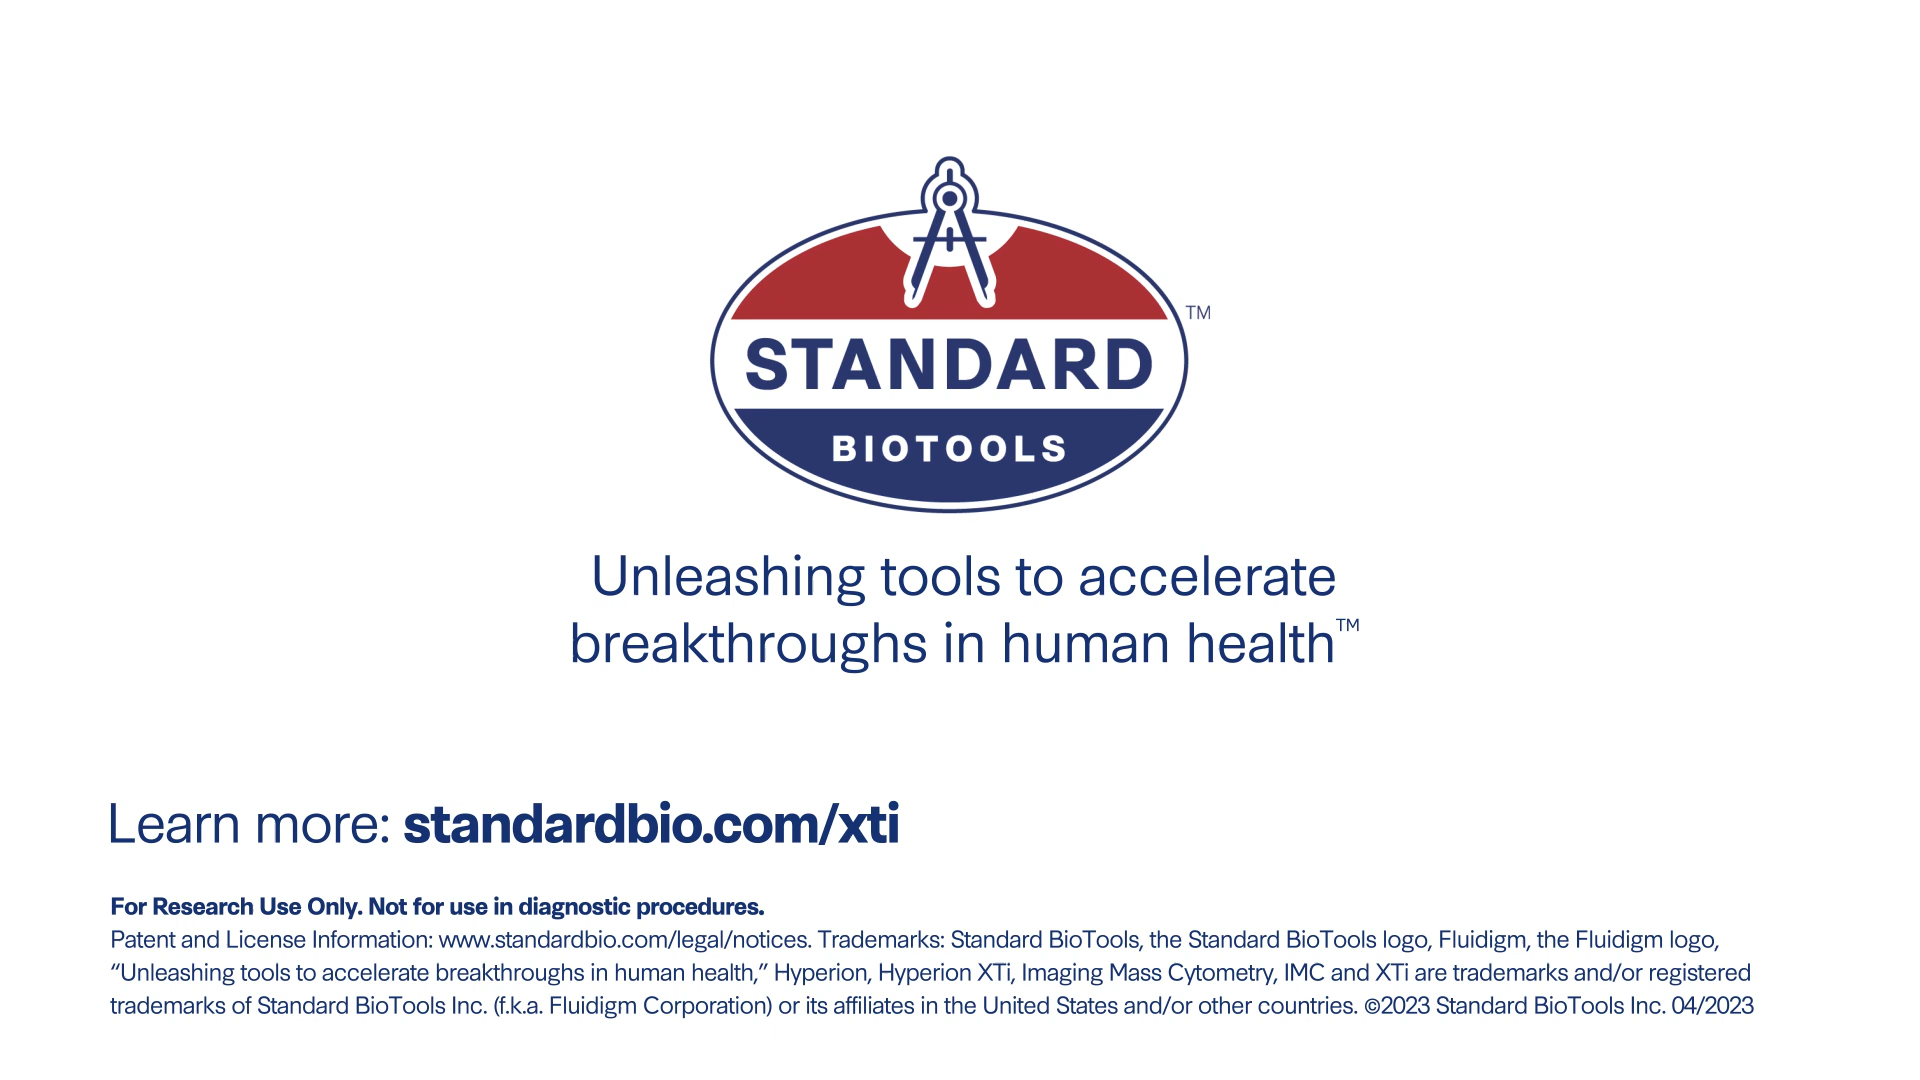 STANDARD
TM
BIOTOOLS
Unleashing tools to accelerate
breakthroughs in human health™
Learn more: standardbio.com/xti
For Research Use Only. Not for use in diagnostic procedures.
Patent and License Information: www.standardbio.com/legal/notices. Trademarks: Standard BioTools, the Standard BioTools logo, Fluidigm, the Fluidigm logo,
“Unleashing tools to accelerate breakthroughs in human health,” Hyperion, Hyperion XTi, Imaging Mass Cytometry, IMC and XTi are trademarks and/or registered
trademarks of Standard BioTools Inc. (f.k.a. Fluidigm Corporation) or its affiliates in the United States and/or other countries. ©2023 Standard BioTools Inc. 04/2023